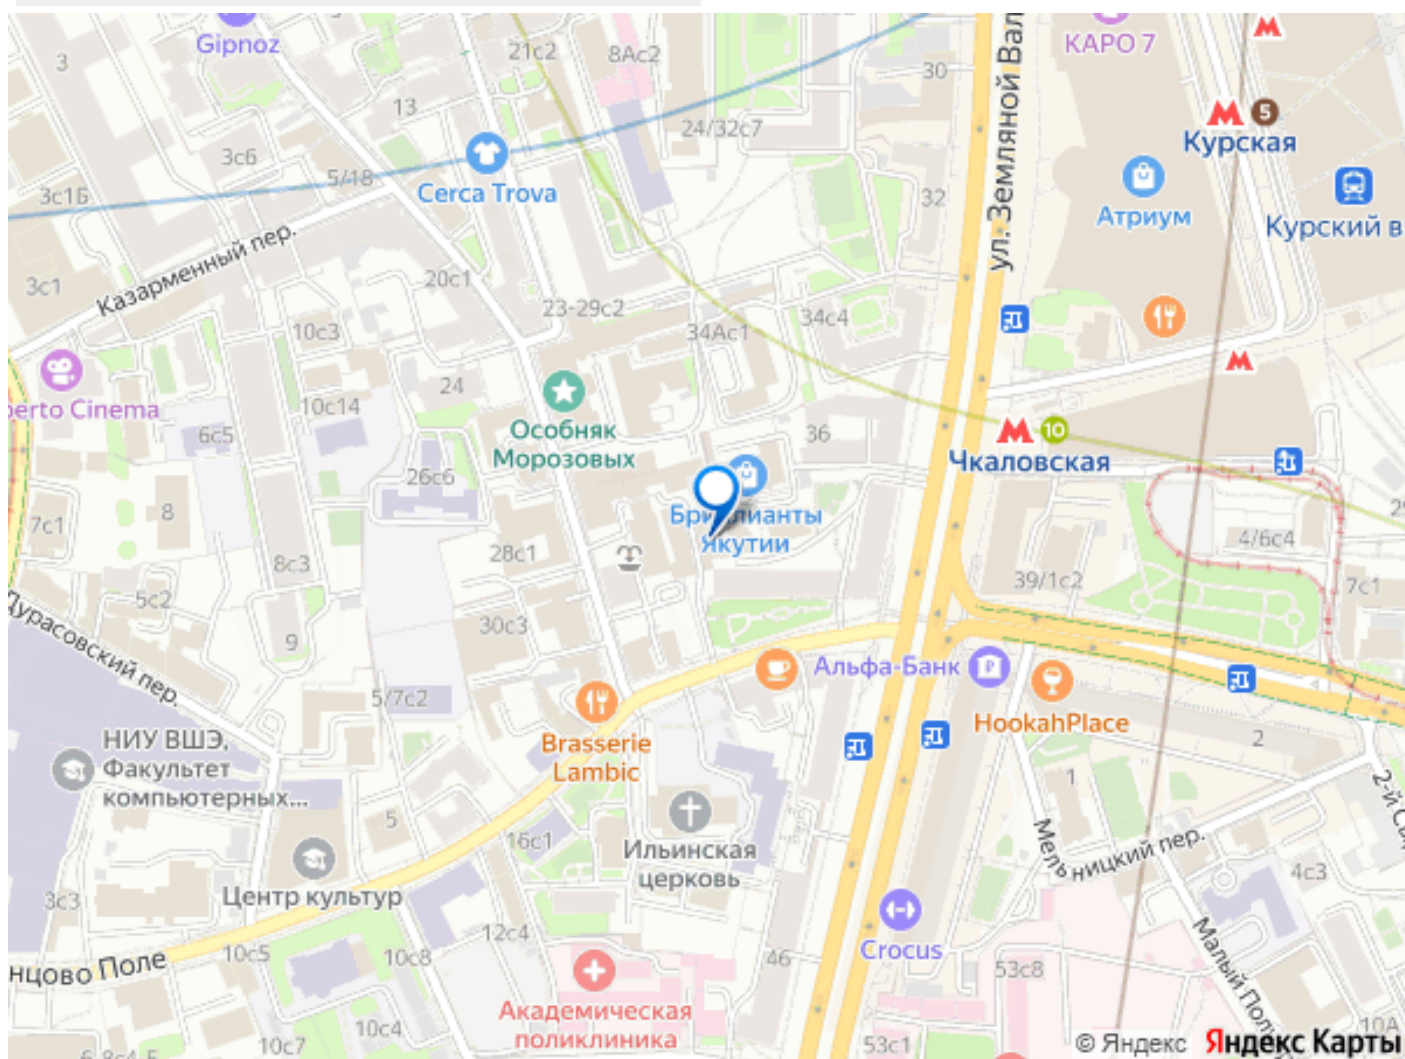 Gipnoz
21с2
8Ас2
КАРО 7
3
30
13
24/32с7
5
Курская
3с6
3с1Б
5/18
Cerca Trova
32
Атриум
Курский в
ул. Земляной Вал
Казарменный пер.
3с1
20с1
23-29с2
10с3
34Ас1
34с4
24
perto Cinema
10с14
6с5
Особняк
Морозовых
36
10
Чкаловская
26с6
Бриллианты
Якутии
7с1
8
28с1
8с3
4/6с4
39/1с2
7с1
5с2
9
30с3
Дурасовский пер.
Альфа-Банк
5/7с2
HookahPlace
Brasserie
Lambic
НИУ ВШЭ,
Факультет
компьютерных...
2
1
5
16с1
Ильинская
церковь
Мельницкий пер.
4с3
Центр культур
3с3
12с4
Crocus
10с5
10с8
46
нцово Поле
53с8
Академическая
поликлиника
10с4
10с7
53с1
10А
© Яндекс Яндекс Карты